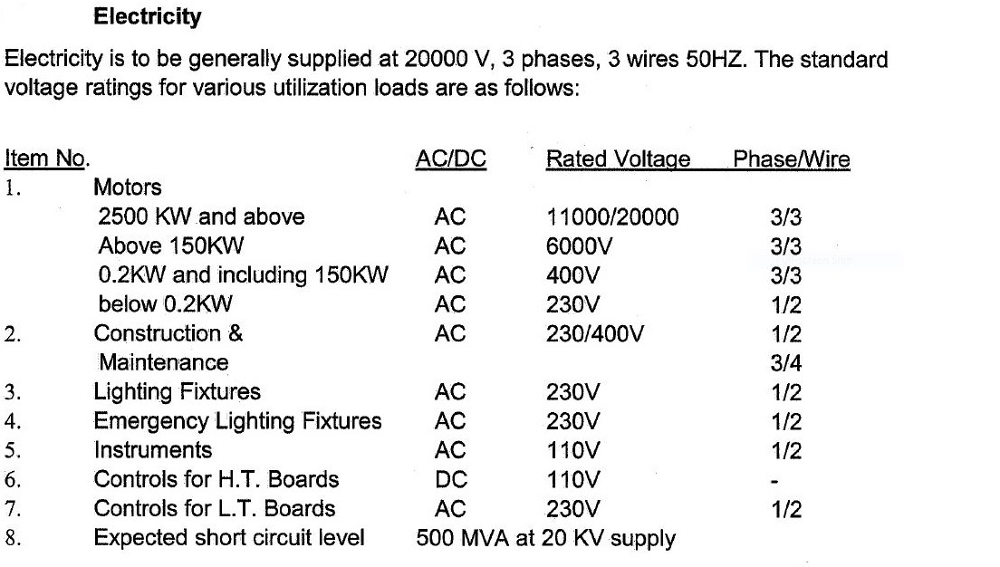 Electricity
Electricity is to be generally supplied at 20000 V, 3 phases, 3 wires 50HZ. The standard
voltage ratings for various utilization loads are as follows:
Item No. AC/DC Rated Voltage Phase/Wire
1. Motors
2500 KW and above AC 11000/20000 3/3
Above 150KW AC 6000V 3/3
0.2KW and including 150KW AC 400V 3/3
below 0.2KW AC 230V 1/2
2. Construction & AC 230/400V 1/2
Maintenance 3/4
3. Lighting Fixtures AC 230V 1/2
4. Emergency Lighting Fixtures AC 230V 1/2
5. Instruments AC 110V 1/2
6. Controls for H.T. Boards DC 110V -
7. Controls for L.T. Boards AC 230V 1/2
8. Expected short circuit level 500 MVA at 20 KV supply